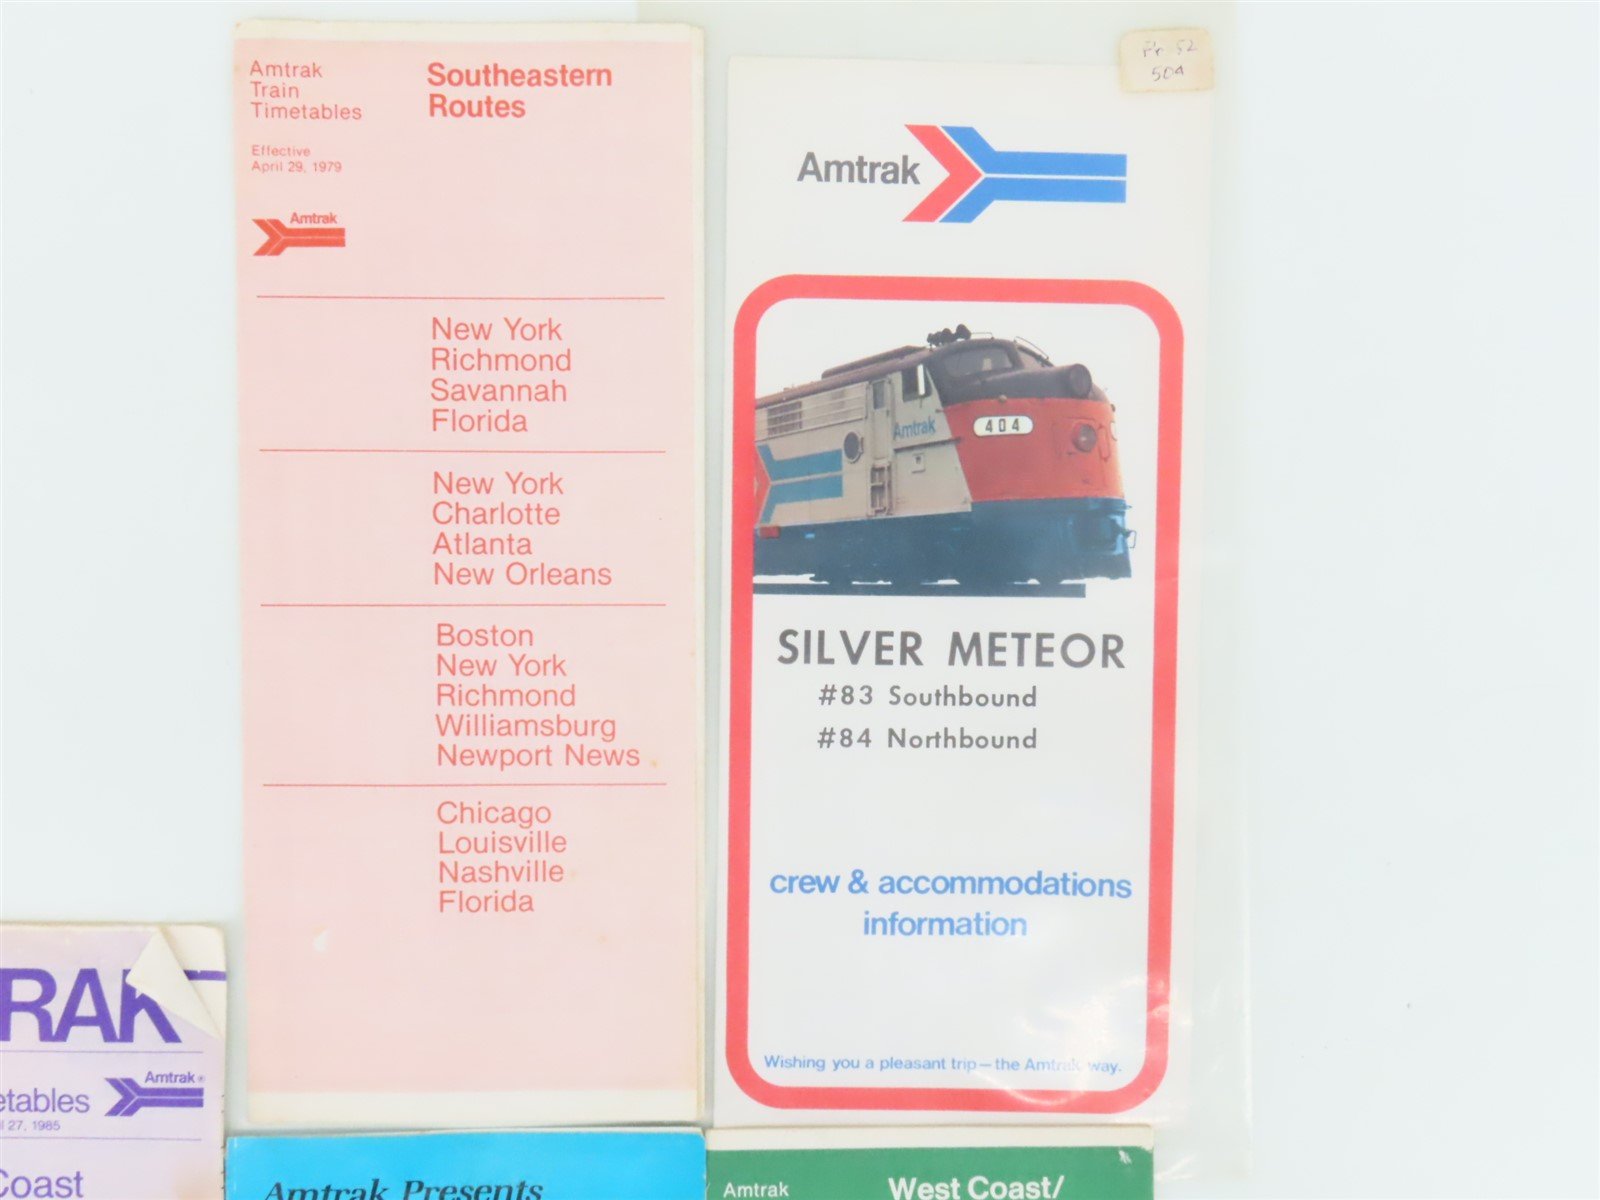 Amtrak
Train
Timetables
Southeastern
Routes
Effective
April 29, 1979
Amtrak
New York
Richmond
Savannah
Florida
New York
Charlotte
Atlanta
New Orleans
Boston
New York
Richmond
Williamsburg
Newport News
Chicago
Louisville
Nashville
Florida
504
Amtrak
Amtrak
404
SILVER METEOR
#83 Southbound
#84 Northbound
crew & accommodations
information
Wishing you a pleasant trip—the Amtrak way.
RAK
Amtrak®
etables
27, 1985
Coast
Amtrak Presents
Amtrak
West Coast/